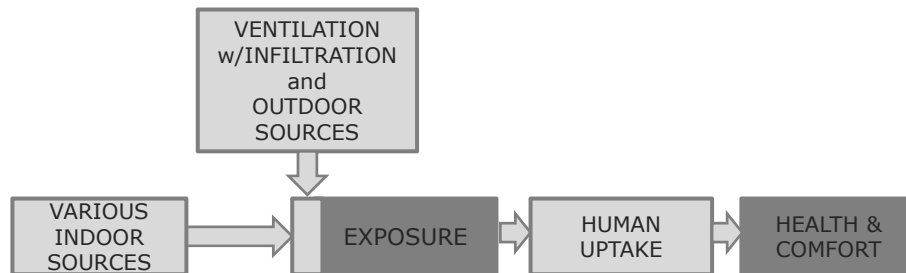 VENTILATION
w/INFILTRATION
and
OUTDOOR
SOURCES
VARIOUS
INDOOR
SOURCES
EXPOSURE
HUMAN
UPTAKE
HEALTH &
COMFORT